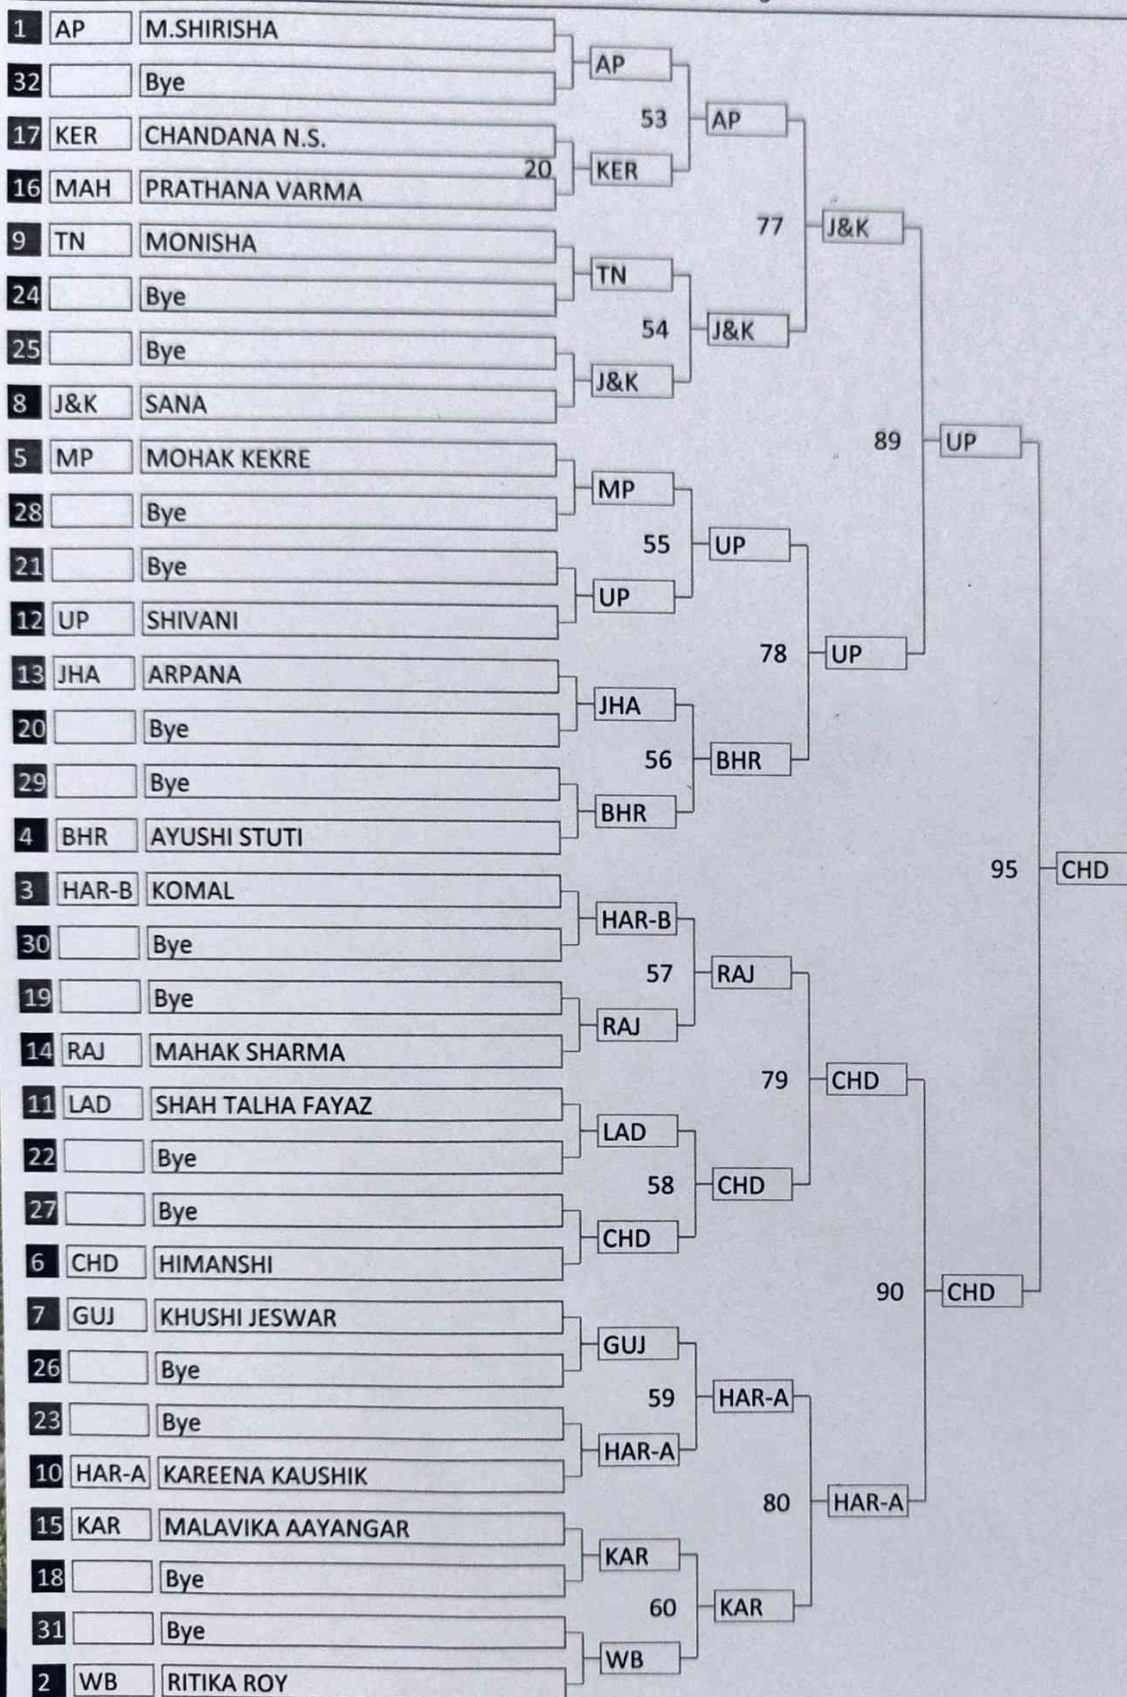 1 AP M.SHIRISHA
AP
32 Bye
53 AP
17 KER CHANDANA N.S.
20 KER
16 MAH PRATHANA VARMA
77 J&K
9 TN MONISHA
TN
24 Bye
54 J&K
25 Bye
J&K
8 J&K SANA
89 UP
5 MP MOHAK KEKRE
MP
28 Bye
55 UP
21 Bye
UP
12 UP SHIVANI
78 UP
13 JHA ARPANA
JHA
20 Bye
56 BHR
29 Bye
BHR
4 BHR AYUSHI STUTI
95 CHD
3 HAR-B KOMAL
HAR-B
30 Bye
57 RAJ
19 Bye
RAJ
14 RAJ MAHAK SHARMA
79 CHD
11 LAD SHAH TALHA FAYAZ
LAD
22 Bye
58 CHD
27 Bye
CHD
6 CHD HIMANSHI
90 CHD
7 GUJ KHUSHI JESWAR
GUJ
26 Bye
59 HAR-A
23 Bye
HAR-A
10 HAR-A KAREENA KAUSHIK
80 HAR-A
15 KAR MALAVIKA AAYANGAR
KAR
18 Bye
60 KAR
31 Bye
WB
2 WB RITIKA ROY